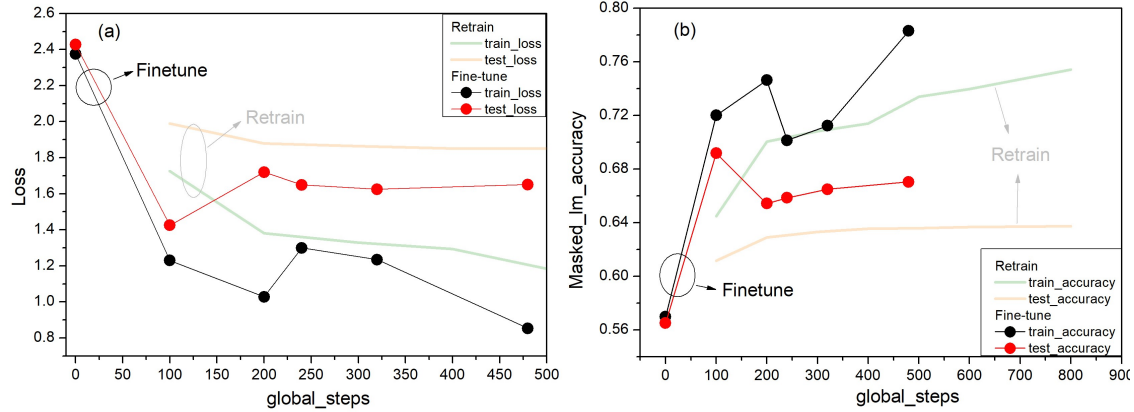 (a)
Retrain
train_loss
test_loss
Fine-tune
train_loss
test_loss
Finetune
Retrain
Loss
2.6
2.4
2.2
2.0
1.8
1.6
1.4
1.2
1.0
0.8
0 50 100 150 200 250 300 350 400 450 500
global_steps
(b)
Retrain
Finetune
Retrain
train_accuracy
test_accuracy
Fine-tune
train_accuracy
test_accuracy
Masked_lm_accuracy
0.80
0.76
0.72
0.68
0.64
0.60
0.56
0 100 200 300 400 500 600 700 800 900
global_steps